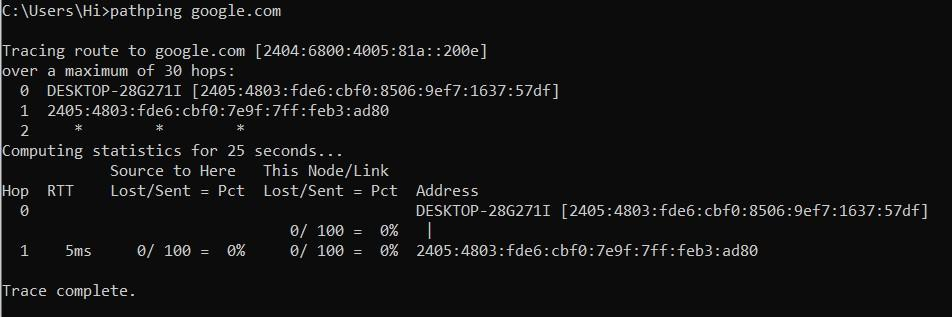 C:\Users\Hi>pathping google.com
Tracing route to google.com [2404:6800:4005:81a::200e]
over a maximum of 30 hops:
  0  DESKTOP-28G271I [2405:4803:fde6:cbf0:8506:9ef7:1637:57df]
  1  2405:4803:fde6:cbf0:7e9f:7ff:feb3:ad80
  2     *        *        *
Computing statistics for 25 seconds...
            Source to Here   This Node/Link
Hop  RTT    Lost/Sent = Pct  Lost/Sent = Pct  Address
  0                                           DESKTOP-28G271I [2405:4803:fde6:cbf0:8506:9ef7:1637:57df]
                                0/ 100 =  0%   |
  1    5ms     0/ 100 =  0%     0/ 100 =  0%  2405:4803:fde6:cbf0:7e9f:7ff:feb3:ad80
Trace complete.